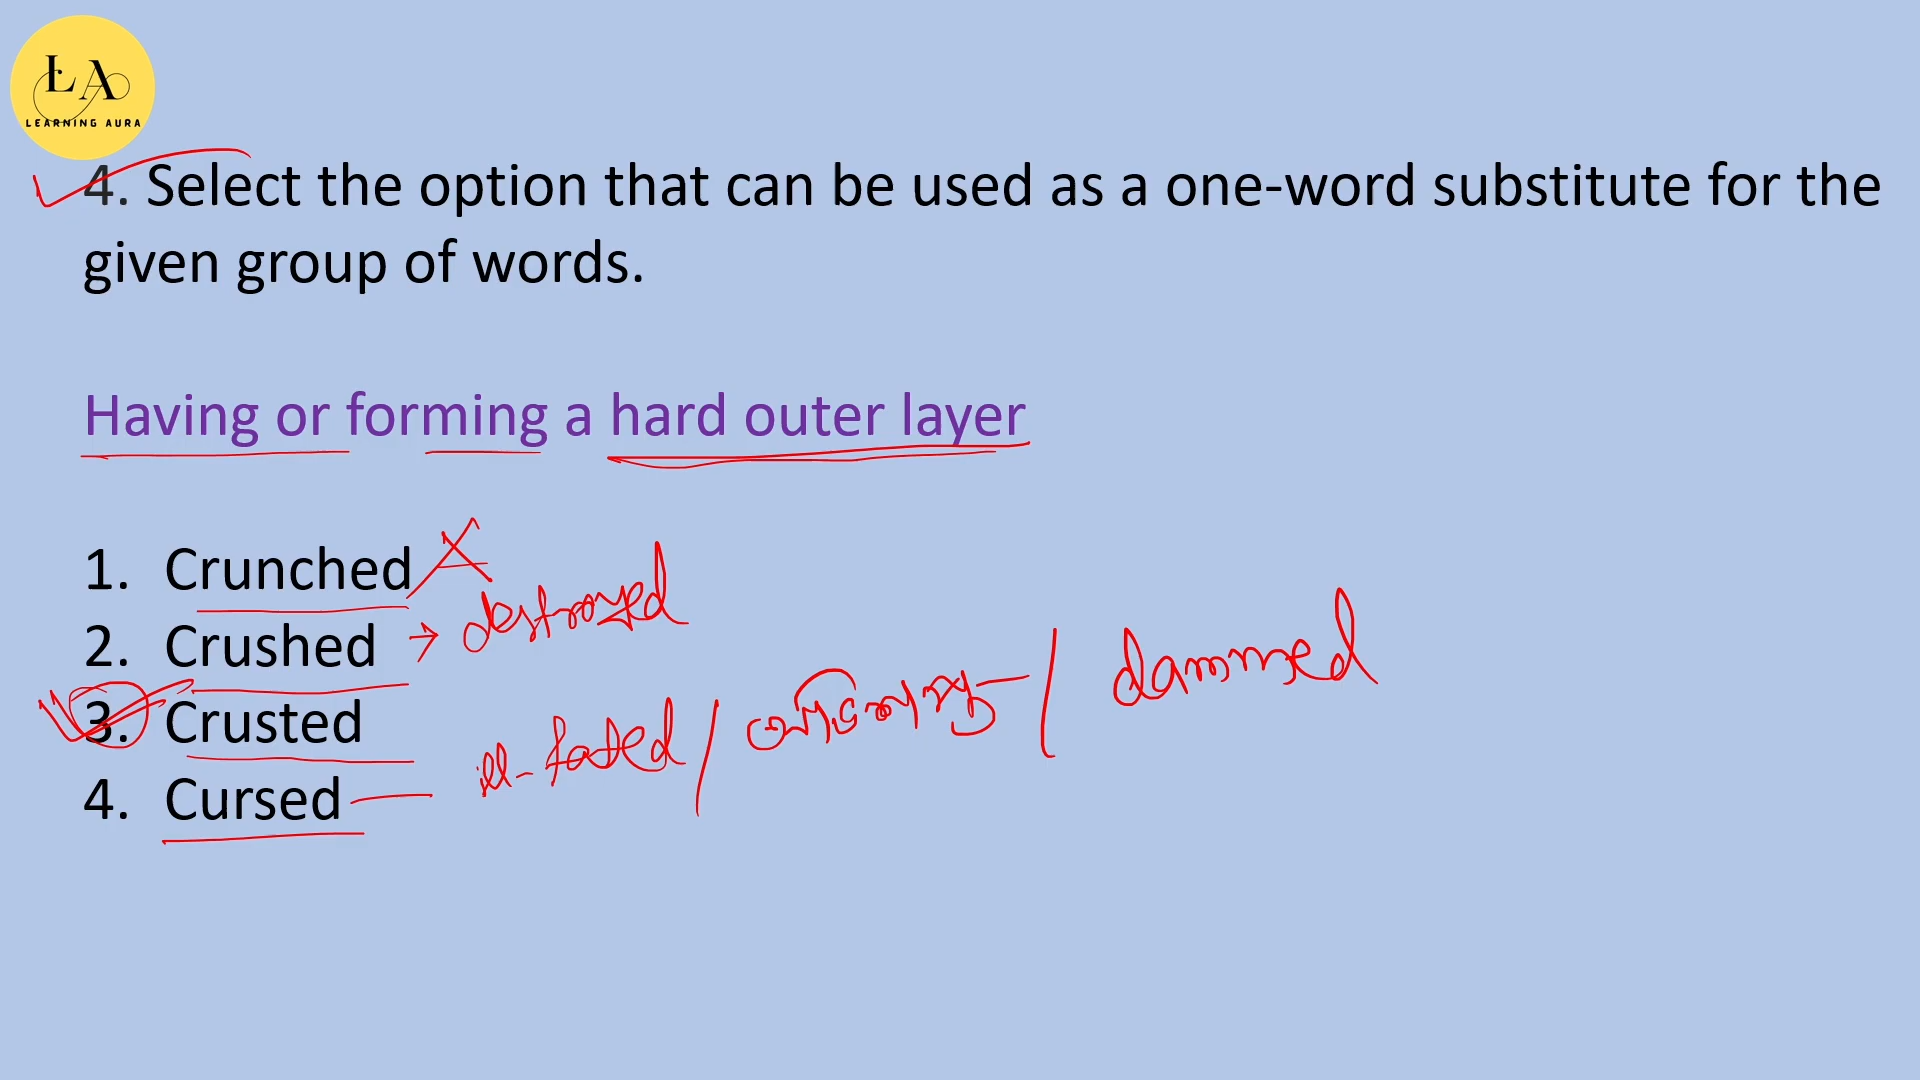 LA
LEARNING AURA
4. Select the option that can be used as a one-word substitute for the
given group of words.
Having or forming a hard outer layer
1. Crunched
2. Crushed → destroyed
3. Crusted
4. Cursed — ill-fated / / dammed